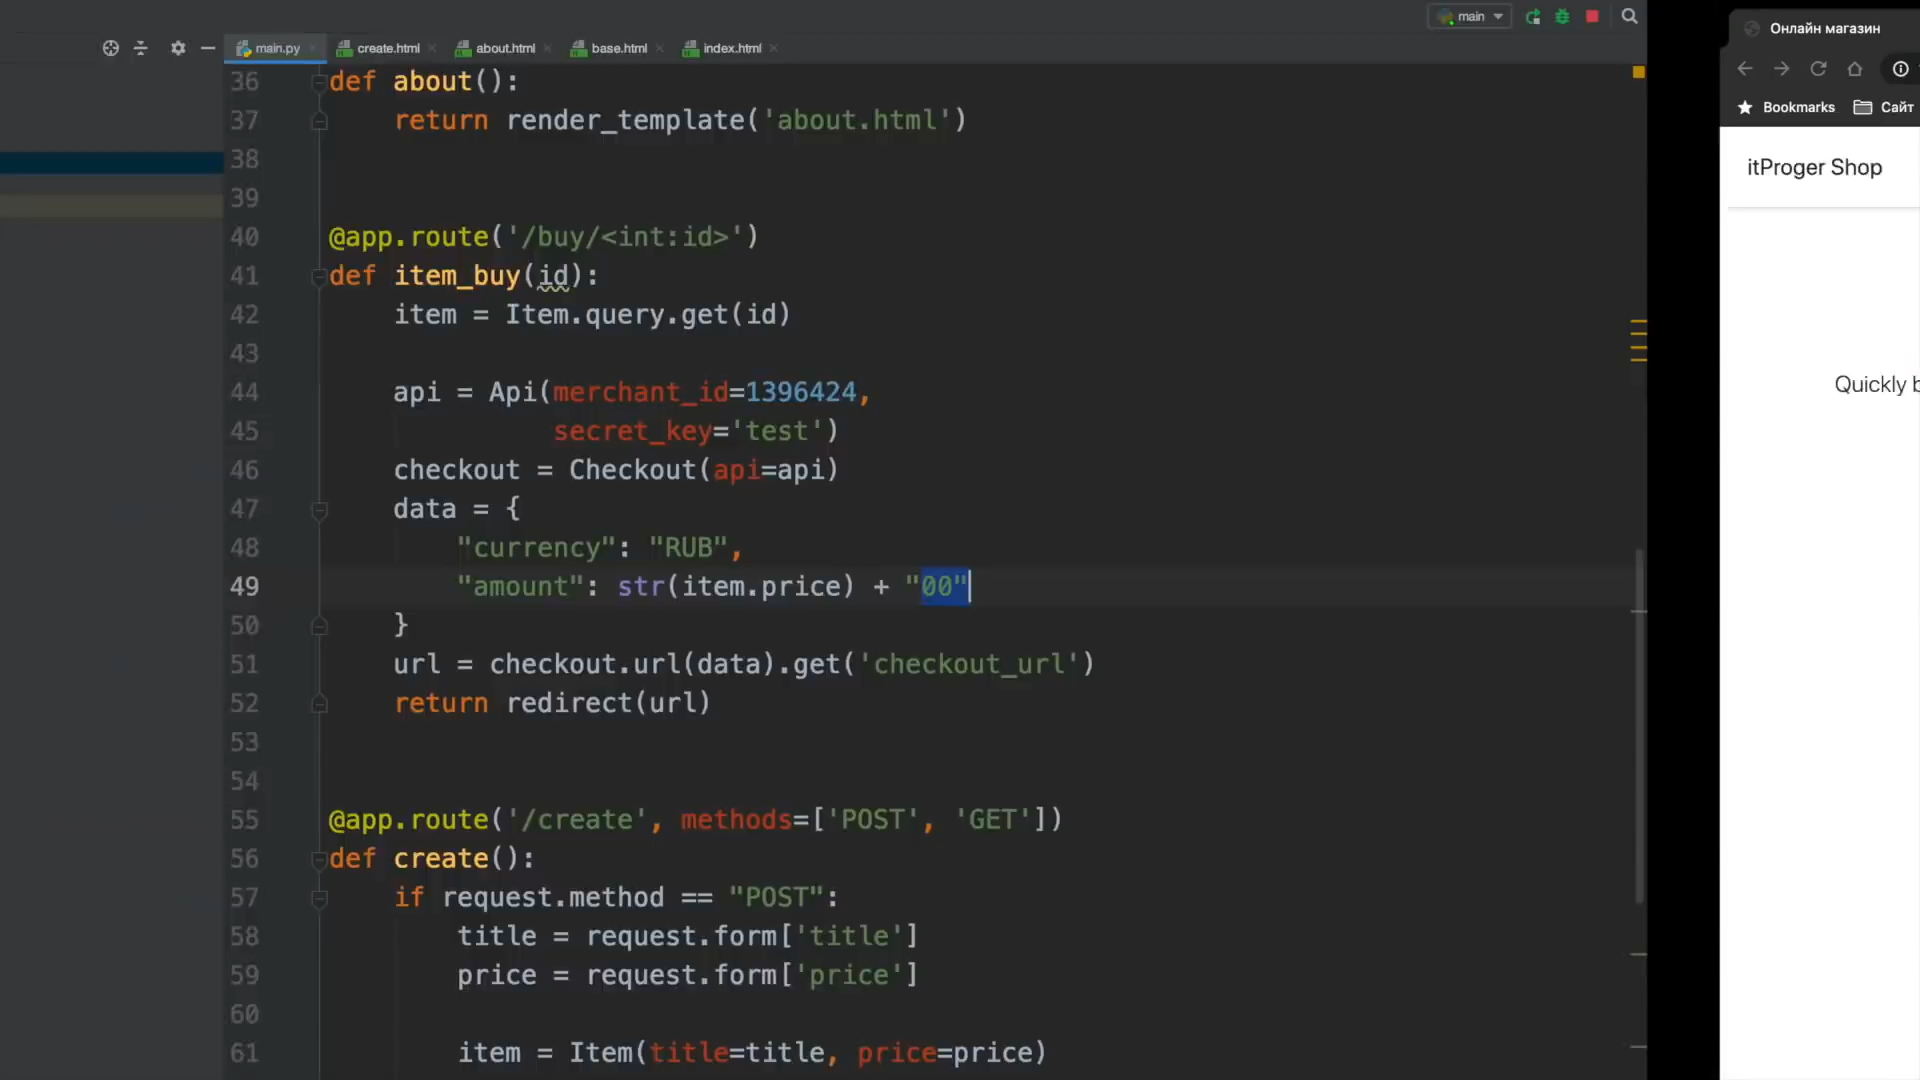 main
main.py
create.html
about.html
base.html
index.html
36 def about():
37 return render_template('about.html')
38
39
40 @app.route('/buy/<int:id>')
41 def item_buy(id):
42 item = Item.query.get(id)
43
44 api = Api(merchant_id=1396424,
45 secret_key='test')
46 checkout = Checkout(api=api)
47 data = {
48 "currency": "RUB",
49 "amount": str(item.price) + "00"
50 }
51 url = checkout.url(data).get('checkout_url')
52 return redirect(url)
53
54
55 @app.route('/create', methods=['POST', 'GET'])
56 def create():
57 if request.method == "POST":
58 title = request.form['title']
59 price = request.form['price']
60
61 item = Item(title=title, price=price)
Онлайн магазин
Bookmarks
Сайт
itProger Shop
Quickly b